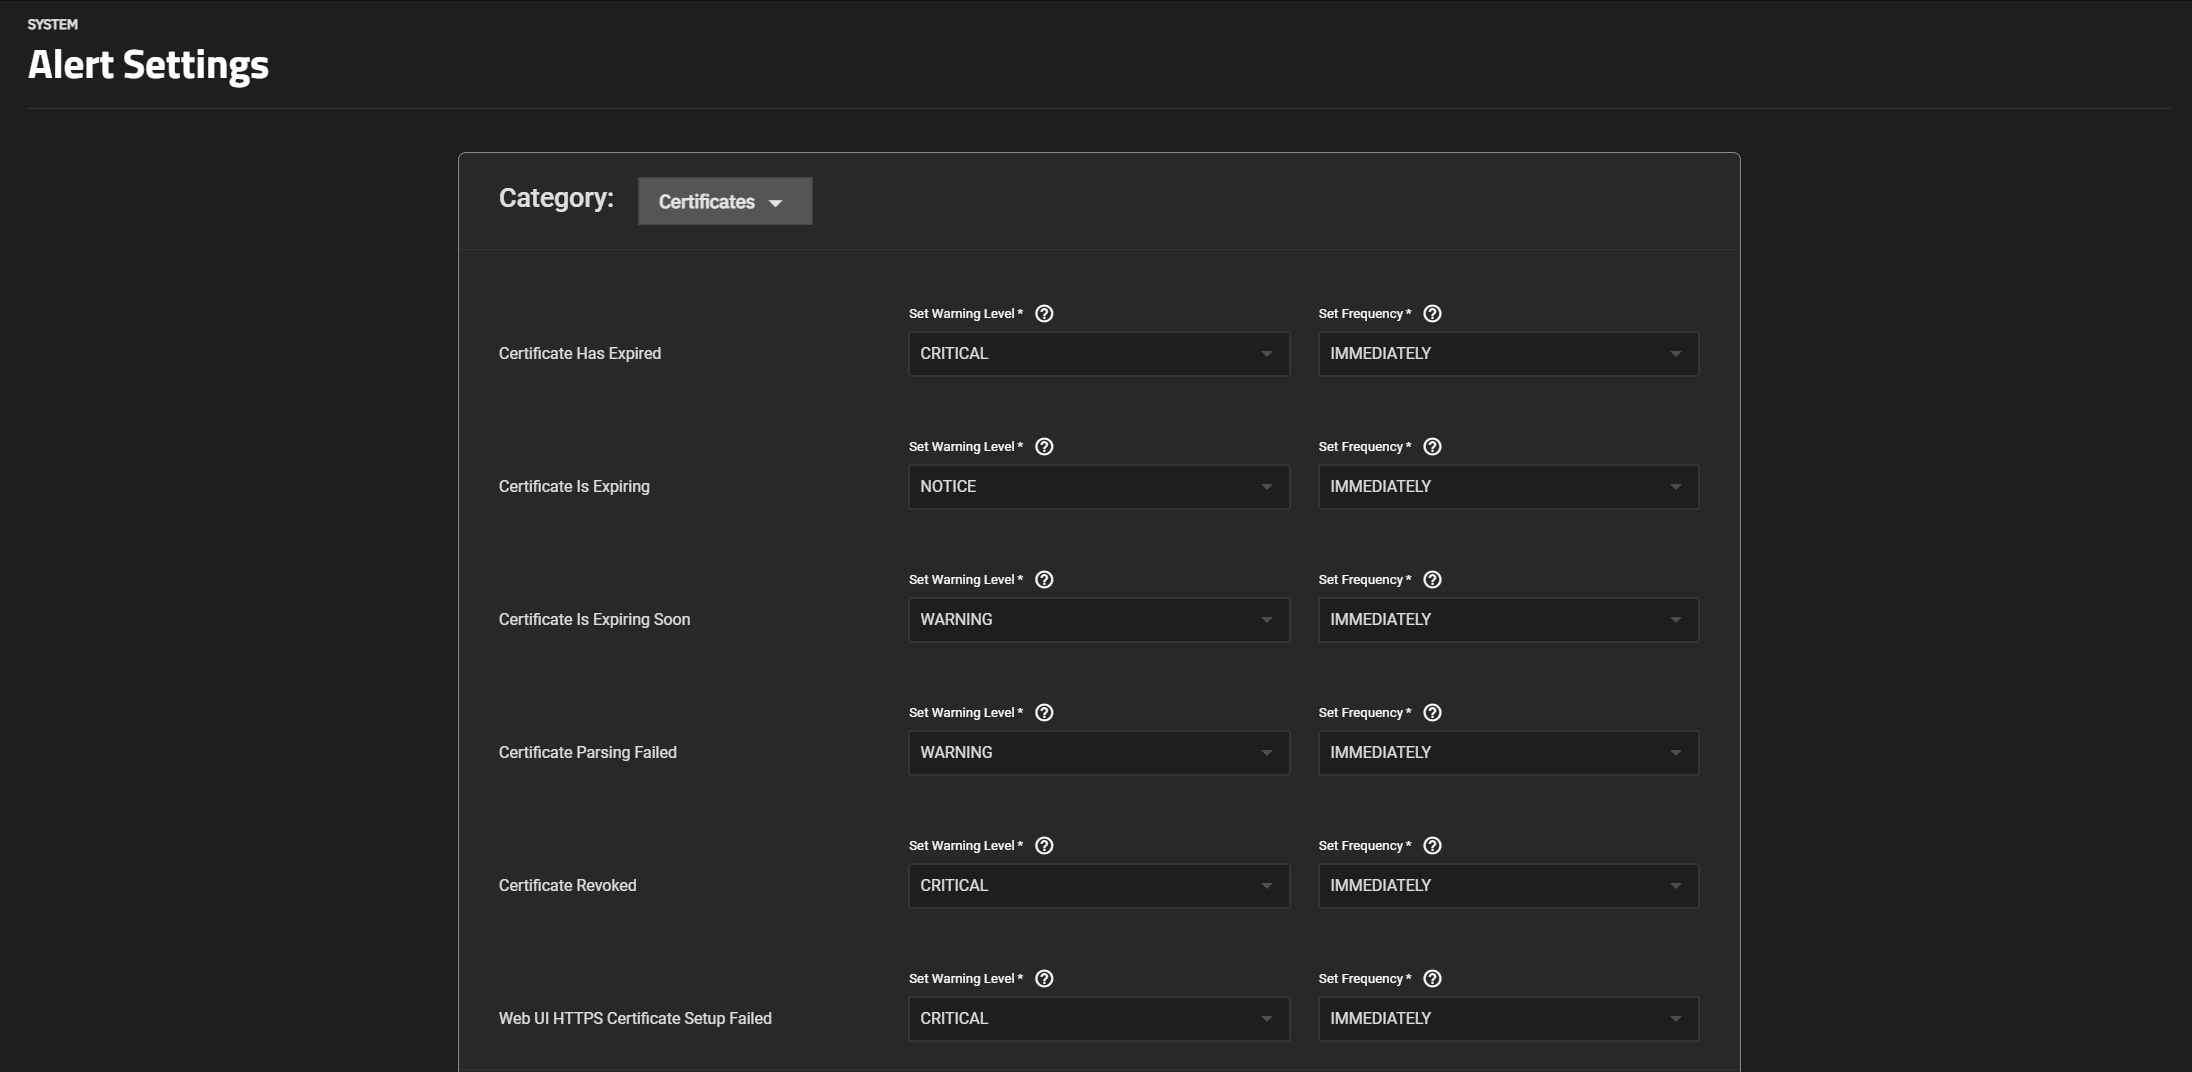 SYSTEM
Alert Settings
Category: Certificates
Set Warning Level * Set Frequency *
Certificate Has Expired CRITICAL IMMEDIATELY
Set Warning Level * Set Frequency *
Certificate Is Expiring NOTICE IMMEDIATELY
Set Warning Level * Set Frequency *
Certificate Is Expiring Soon WARNING IMMEDIATELY
Set Warning Level * Set Frequency *
Certificate Parsing Failed WARNING IMMEDIATELY
Set Warning Level * Set Frequency *
Certificate Revoked CRITICAL IMMEDIATELY
Set Warning Level * Set Frequency *
Web UI HTTPS Certificate Setup Failed CRITICAL IMMEDIATELY